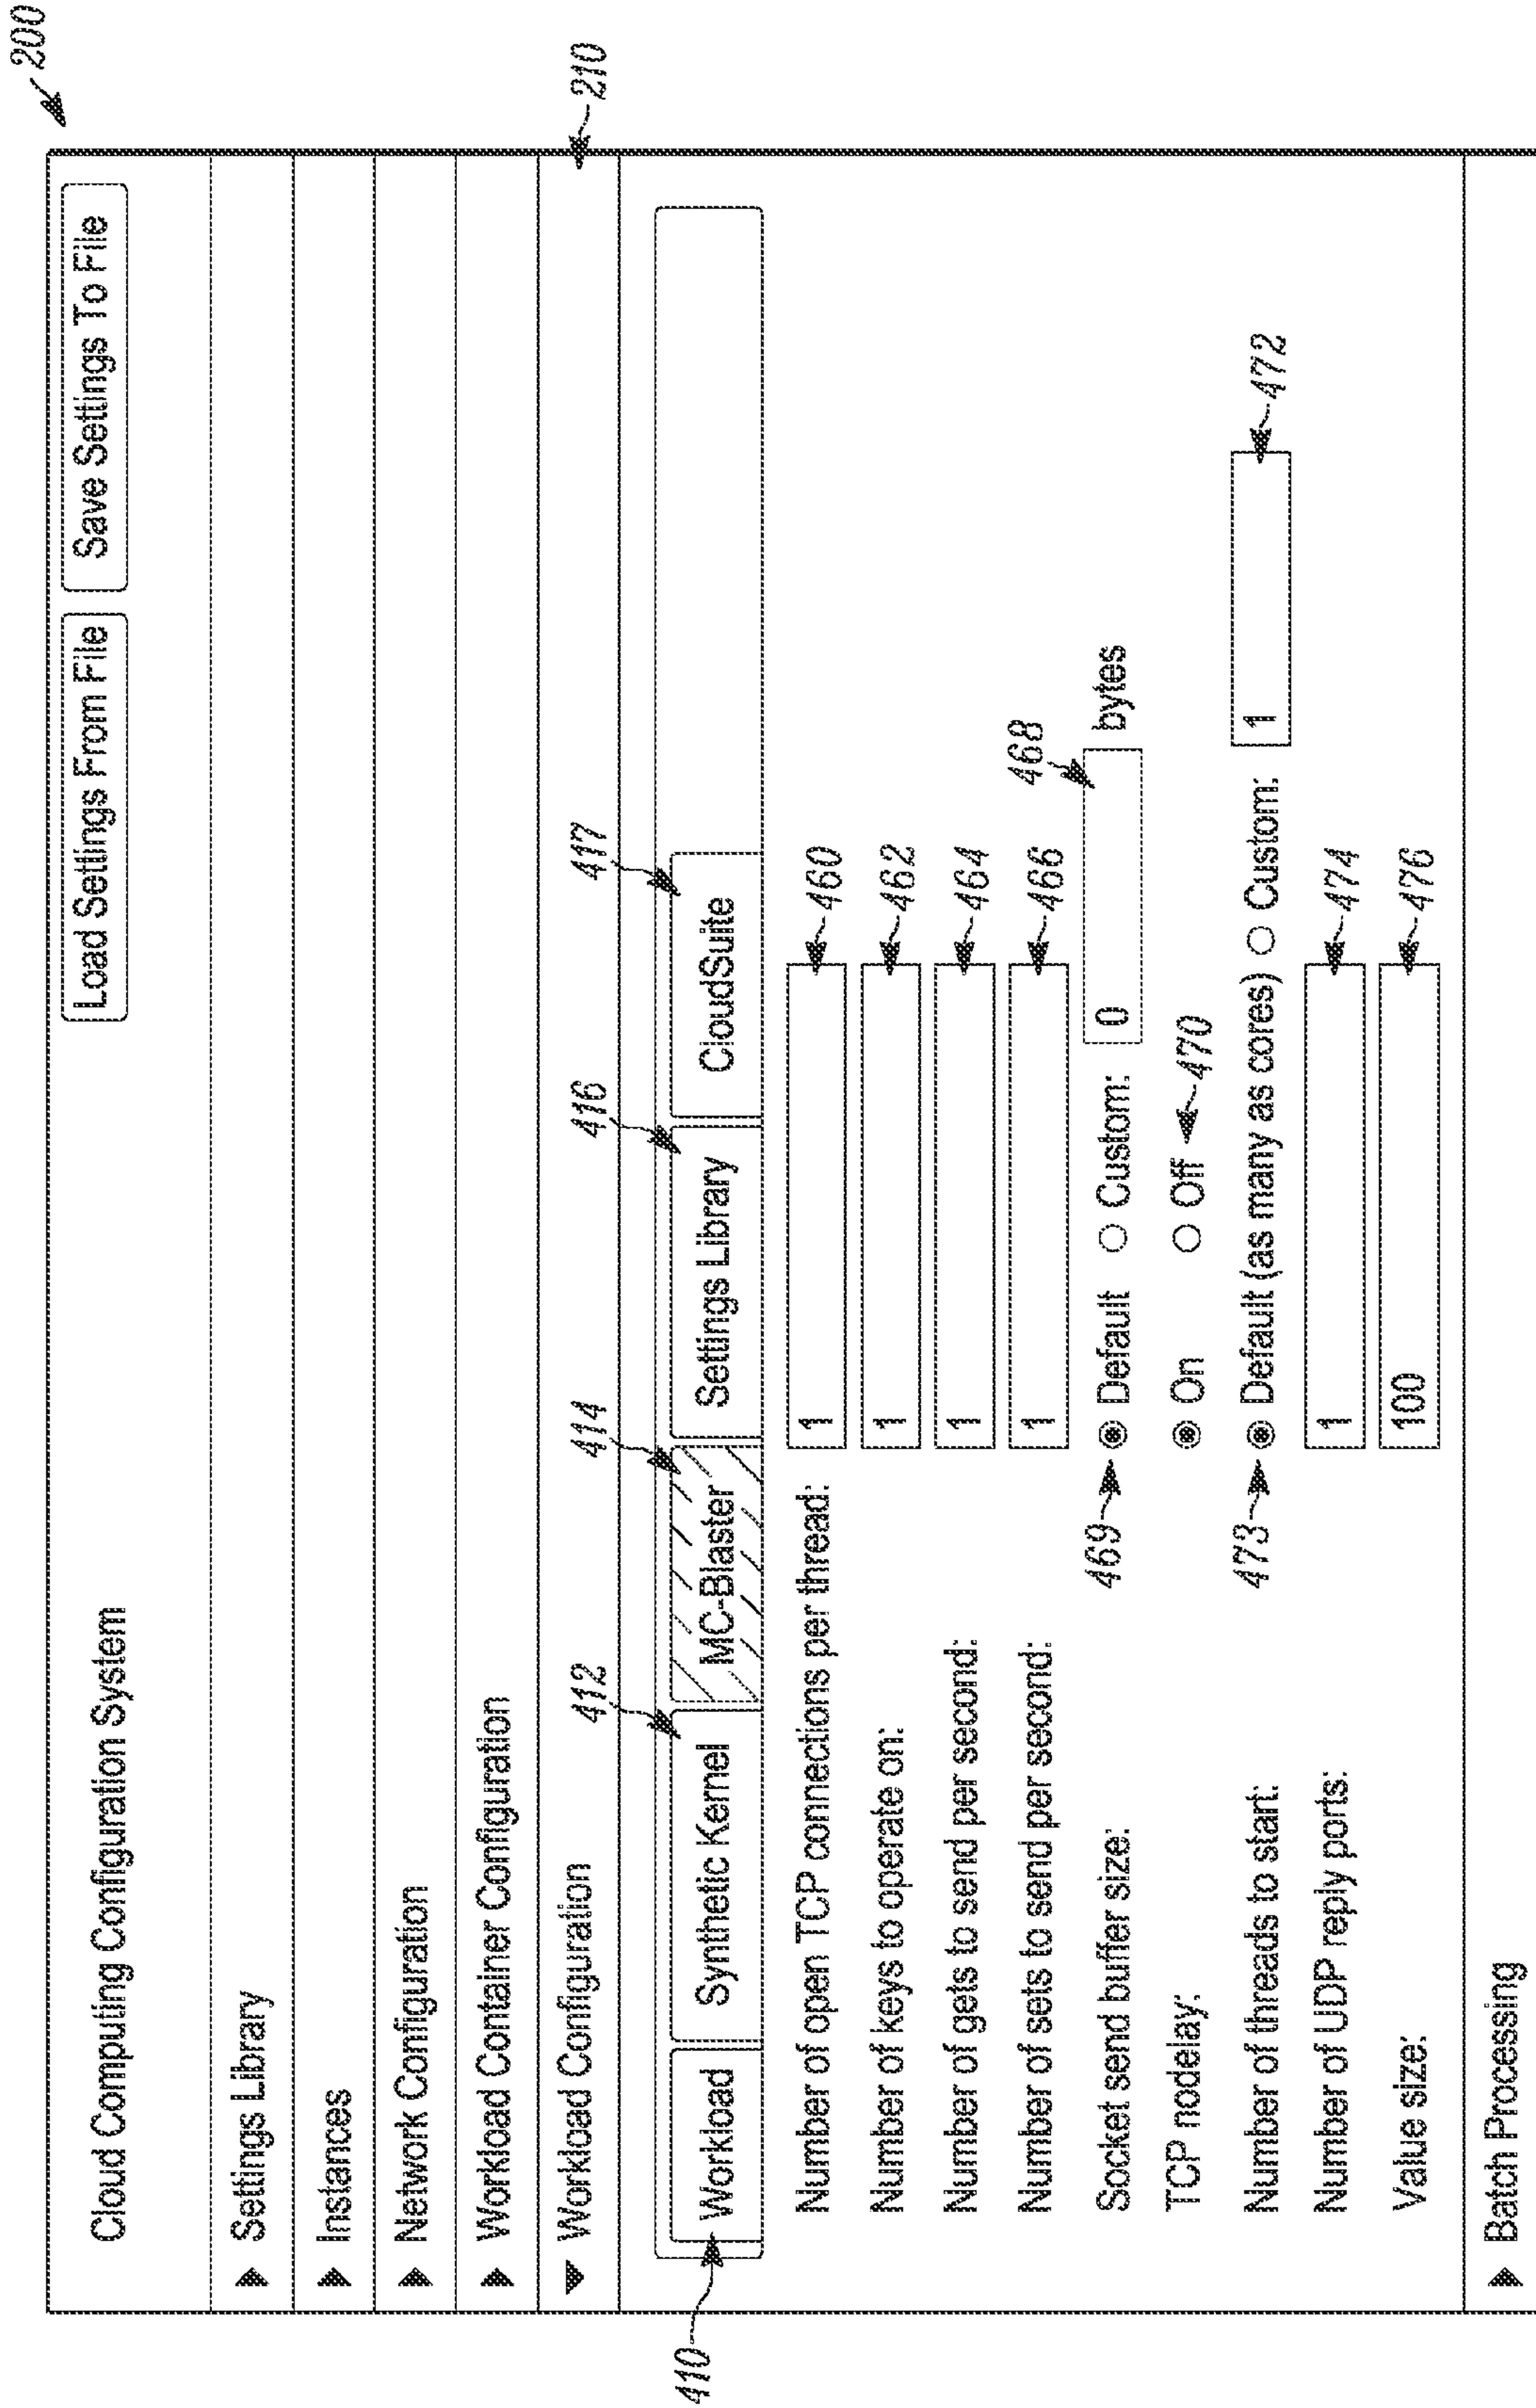 200
Cloud Computing Configuration System
Load Settings From File
Save Settings To File
Settings Library
Instances
Network Configuration
Workload Container Configuration
Workload Configuration
210
410
412
414
416
417
Workload
Synthetic Kernel
MC-Blaster
Settings Library
CloudSuite
Number of open TCP connections per thread: 1 460
Number of keys to operate on: 1 462
Number of gets to send per second: 1 464
Number of sets to send per second: 1 466
Socket send buffer size: 469 Default Custom: 0 bytes 468
TCP nodelay: On Off 470
Number of threads to start: 473 Default (as many as cores) Custom: 1 472
Number of UDP reply ports: 1 474
Value size: 100 476
Batch Processing